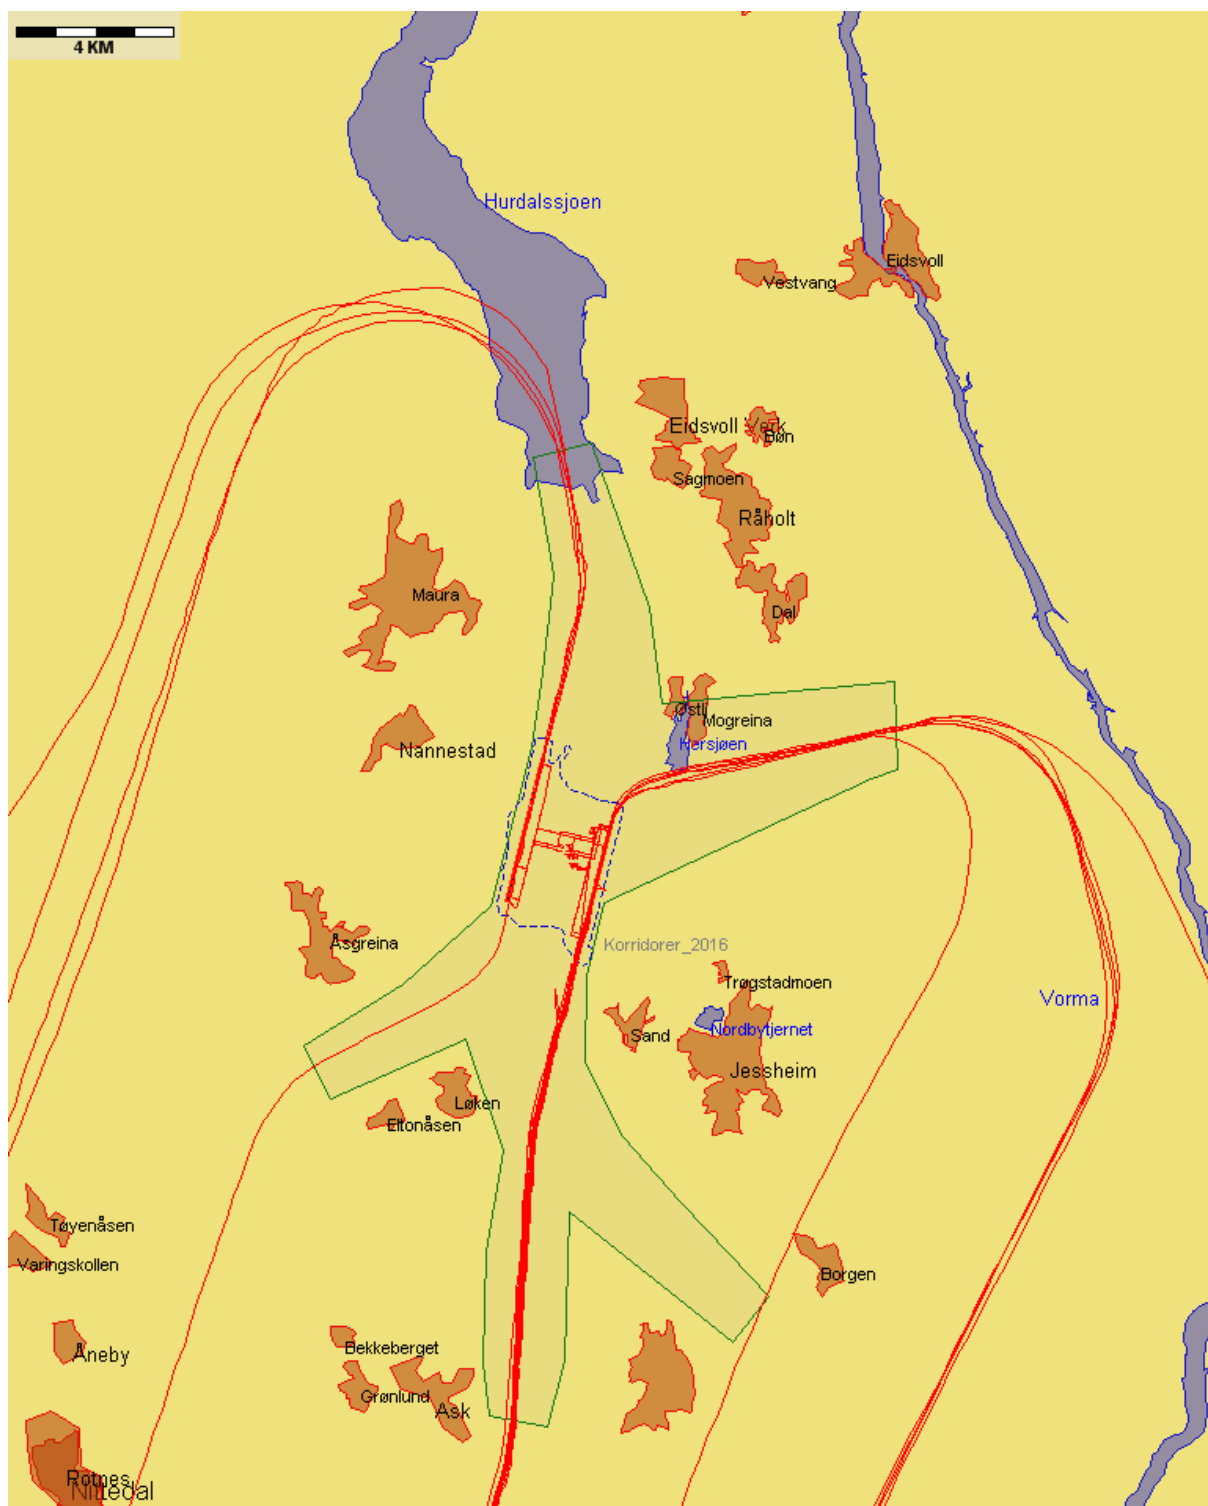 4 KM
Hurdalssjoen
Eidsvoll
Vestvang
Eidsvoll Verk
Bøn
Sagmoen
Råholt
Maura
Dal
Østli
Mogreina
Hersjøen
Nannestad
Åsgreina
Korridorer_2016
Trøgstadmoen
Vorma
Nordbytjernet
Sand
Jessheim
Løken
Eltonåsen
Tøyenåsen
Varingskollen
Borgen
Åneby
Bekkeberget
Grønlund
Ask
Rotnes
Nittedal